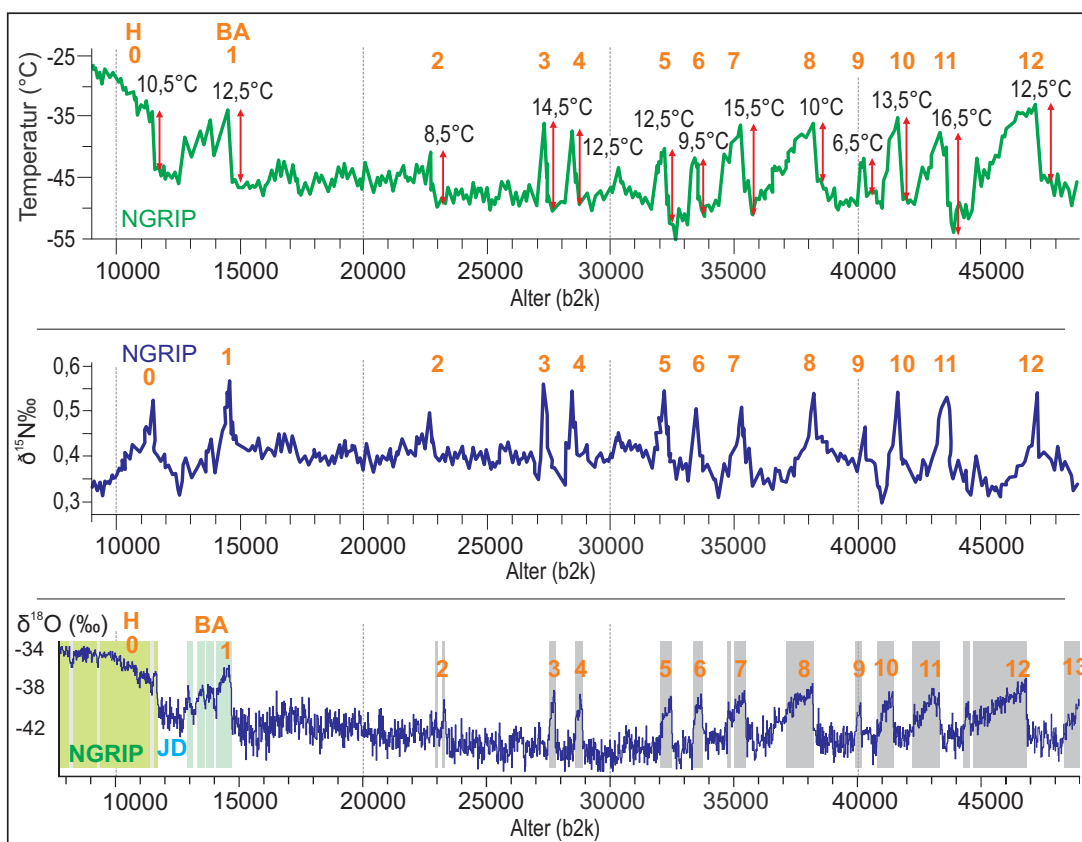 H BA
0 1 2 3 4 5 6 7 8 9 10 11 12
-25
-35
-45
-55
Temperatur (°C)
10,5°C 12,5°C 8,5°C 14,5°C 12,5°C 12,5°C 9,5°C 15,5°C 10°C 6,5°C 13,5°C 16,5°C 12,5°C
NGRIP
10000 15000 20000 25000 30000 35000 40000 45000
Alter (b2k)
NGRIP
0 1 2 3 4 5 6 7 8 9 10 11 12
0,6
0,5
0,4
0,3
δ¹⁵N‰
10000 15000 20000 25000 30000 35000 40000 45000
Alter (b2k)
δ¹⁸O (‰)
H BA
0 1 2 3 4 5 6 7 8 9 10 11 12 13
-34
-38
-42
NGRIP JD
10000 15000 20000 25000 30000 35000 40000 45000
Alter (b2k)